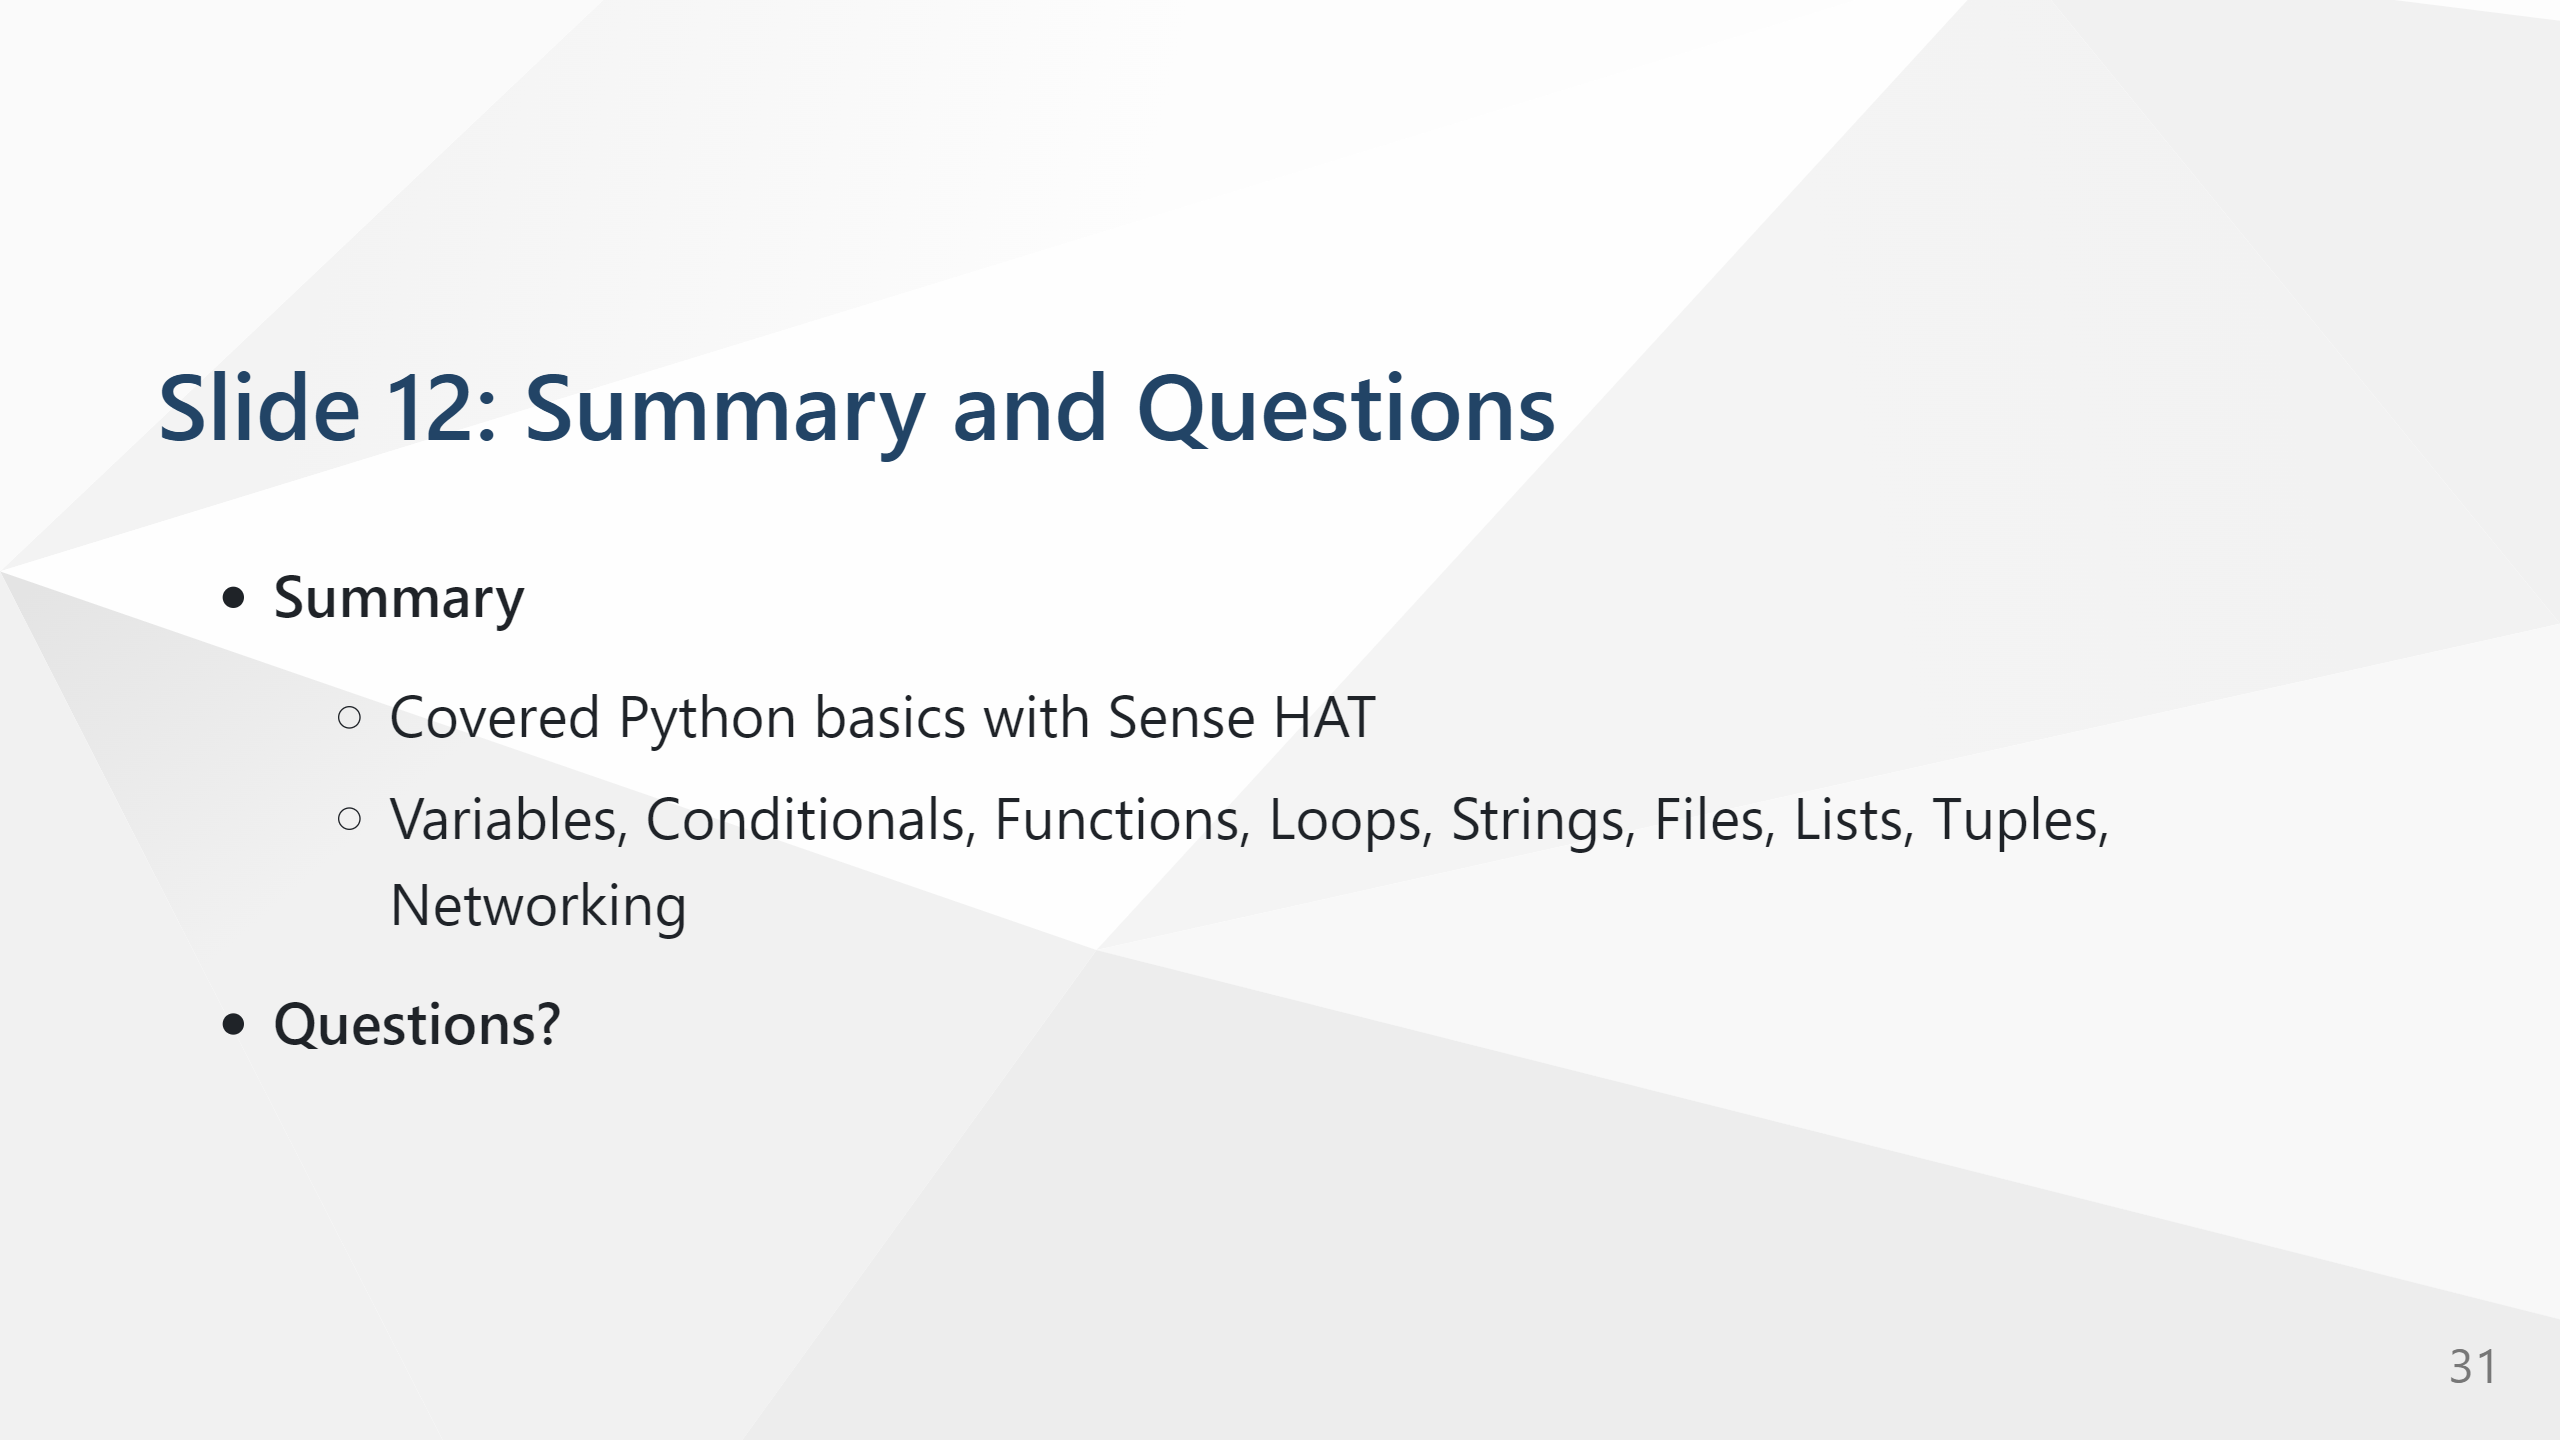 Slide 12: Summary and Questions
• Summary
○ Covered Python basics with Sense HAT
○ Variables, Conditionals, Functions, Loops, Strings, Files, Lists, Tuples,
Networking
• Questions?
31